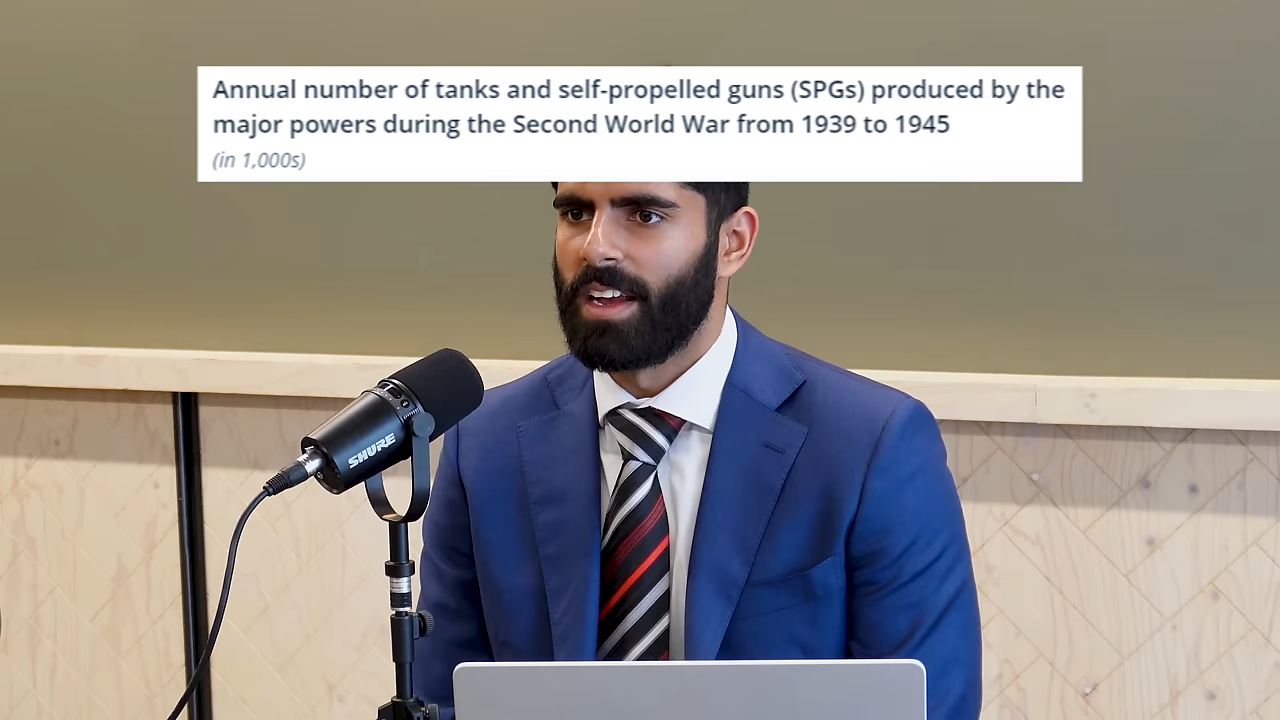 Annual number of tanks and self-propelled guns (SPGs) produced by the
major powers during the Second World War from 1939 to 1945
(in 1,000s)
SHURE